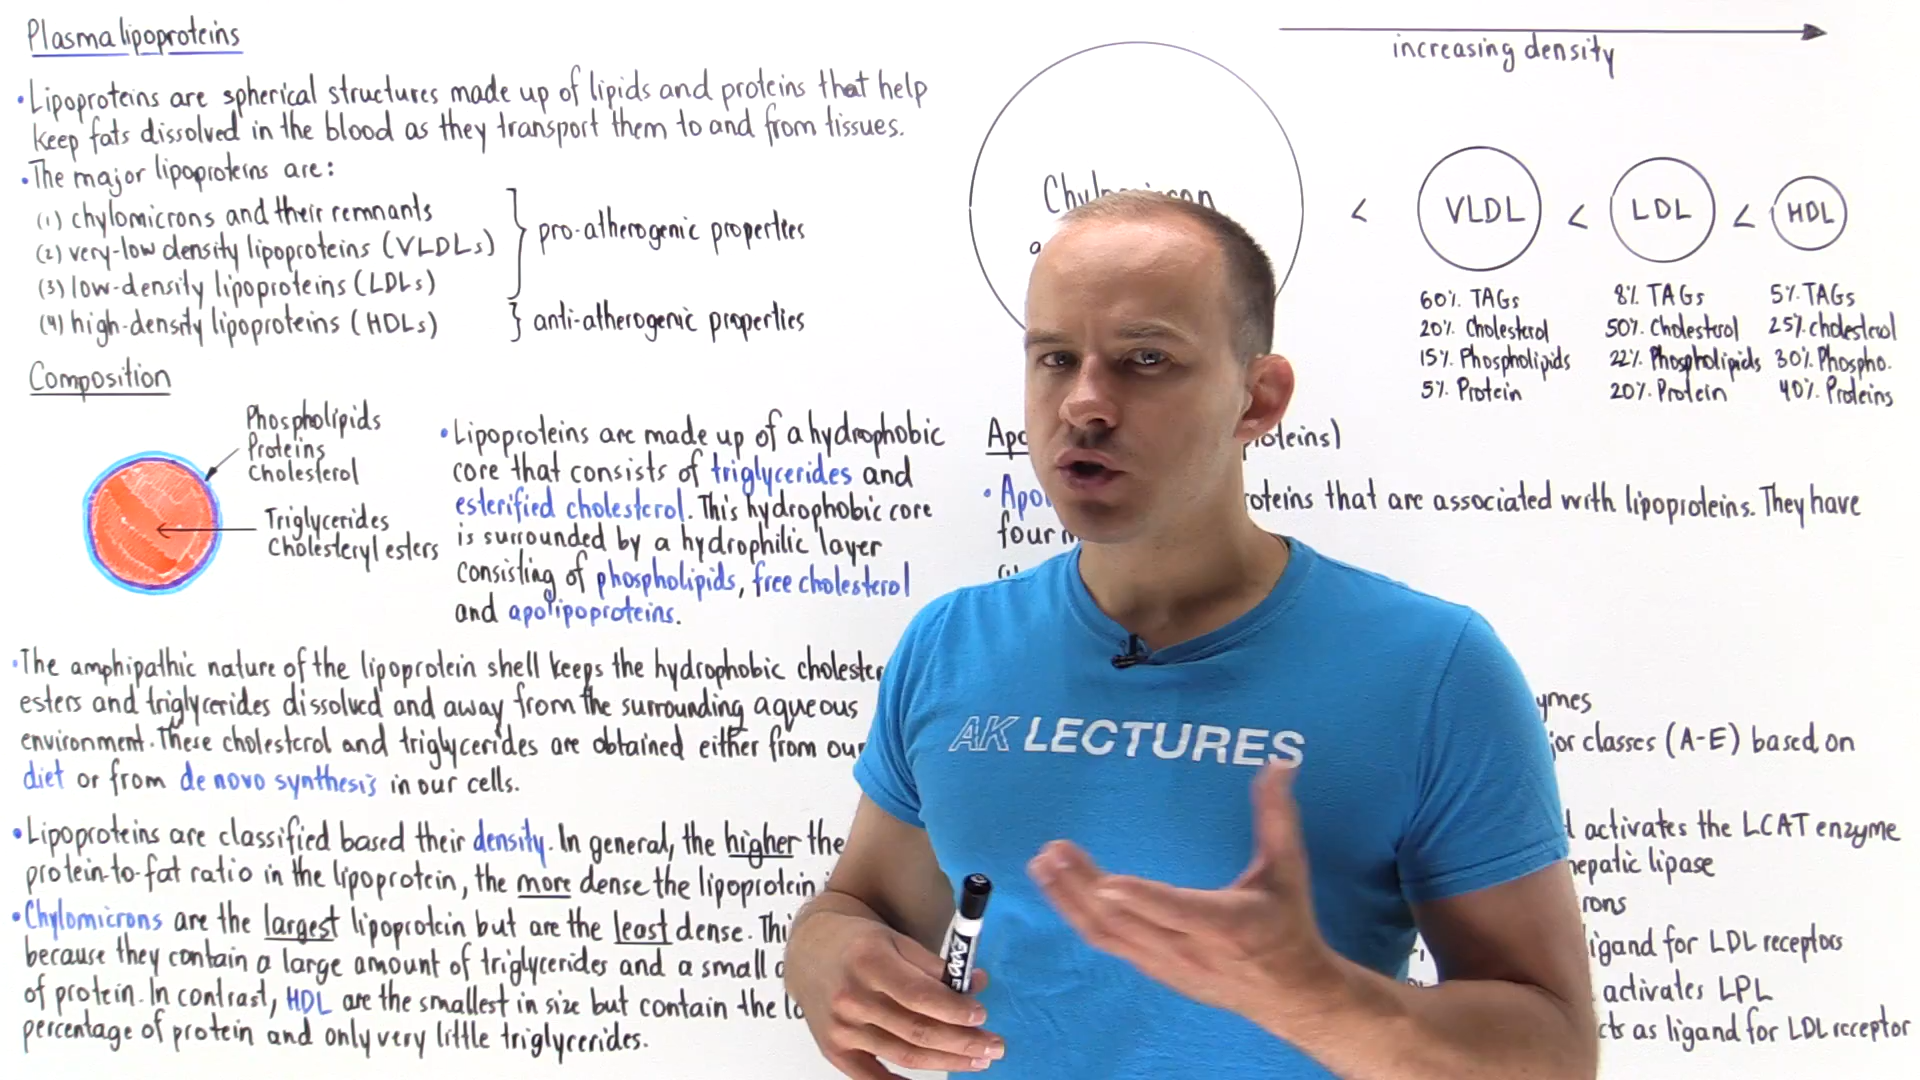 Plasma lipoproteins
• Lipoproteins are spherical structures made up of lipids and proteins that help
keep fats dissolved in the blood as they transport them to and from tissues.
• The major lipoproteins are:
(1) chylomicrons and their remnants
(2) very-low density lipoproteins (VLDLs)
(3) low-density lipoproteins (LDLs)
pro-atherogenic properties
(4) high-density lipoproteins (HDLs)
anti-atherogenic properties
Composition
Phospholipids
Proteins
Cholesterol
Triglycerides
Cholesteryl esters
• Lipoproteins are made up of a hydrophobic
core that consists of triglycerides and
esterified cholesterol. This hydrophobic core
is surrounded by a hydrophilic layer
consisting of phospholipids, free cholesterol
and apolipoproteins.
• The amphipathic nature of the lipoprotein shell keeps the hydrophobic
esters and triglycerides dissolved and away from the surrounding aqueous
environment. These cholesterol and triglycerides are obtained either from our
diet or from de novo synthesis in our cells.
• Lipoproteins are classified based their density. In general, the higher the
protein-to-fat ratio in the lipoprotein, the more dense the lipoprotein
• Chylomicrons are the largest lipoprotein but are the least dense.
because they contain a large amount of triglycerides and a small
of protein. In contrast, HDL are the smallest in size but contain the
percentage of protein and only very little triglycerides.
increasing density
< VLDL < LDL < HDL
60% TAGs
20% Cholesterol
15% Phospholipids
5% Protein
8% TAGs
50% Cholesterol
22% Phospholipids
20% Protein
5% TAGs
25% cholesterol
30% Phospho.
40% Proteins
that are associated with lipoproteins. They have
four
classes (A-E) based on
activates the LCAT enzyme
hepatic lipase
ligand for LDL receptors
activates LPL
as ligand for LDL receptor
AK LECTURES